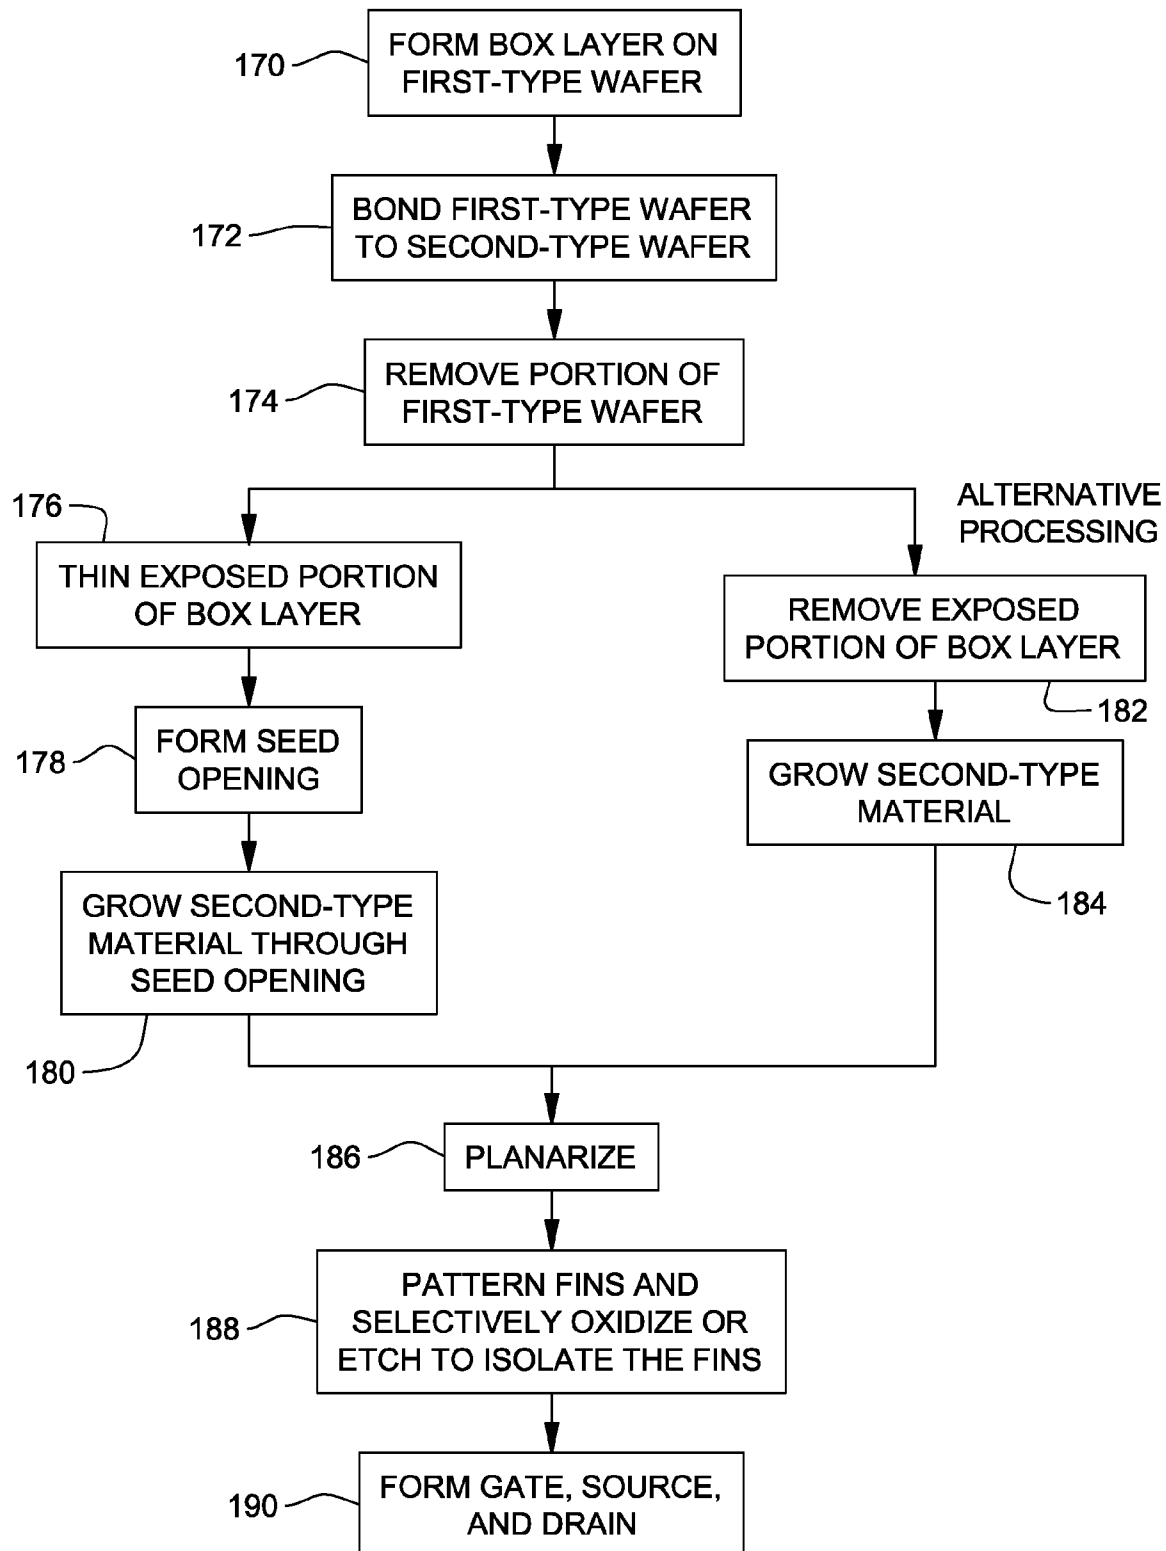 170
FORM BOX LAYER ON
FIRST-TYPE WAFER
172
BOND FIRST-TYPE WAFER
TO SECOND-TYPE WAFER
174
REMOVE PORTION OF
FIRST-TYPE WAFER
176
THIN EXPOSED PORTION
OF BOX LAYER
178
FORM SEED
OPENING
180
GROW SECOND-TYPE
MATERIAL THROUGH
SEED OPENING
ALTERNATIVE
PROCESSING
REMOVE EXPOSED
PORTION OF BOX LAYER
182
GROW SECOND-TYPE
MATERIAL
184
186
PLANARIZE
188
PATTERN FINS AND
SELECTIVELY OXIDIZE OR
ETCH TO ISOLATE THE FINS
190
FORM GATE, SOURCE,
AND DRAIN